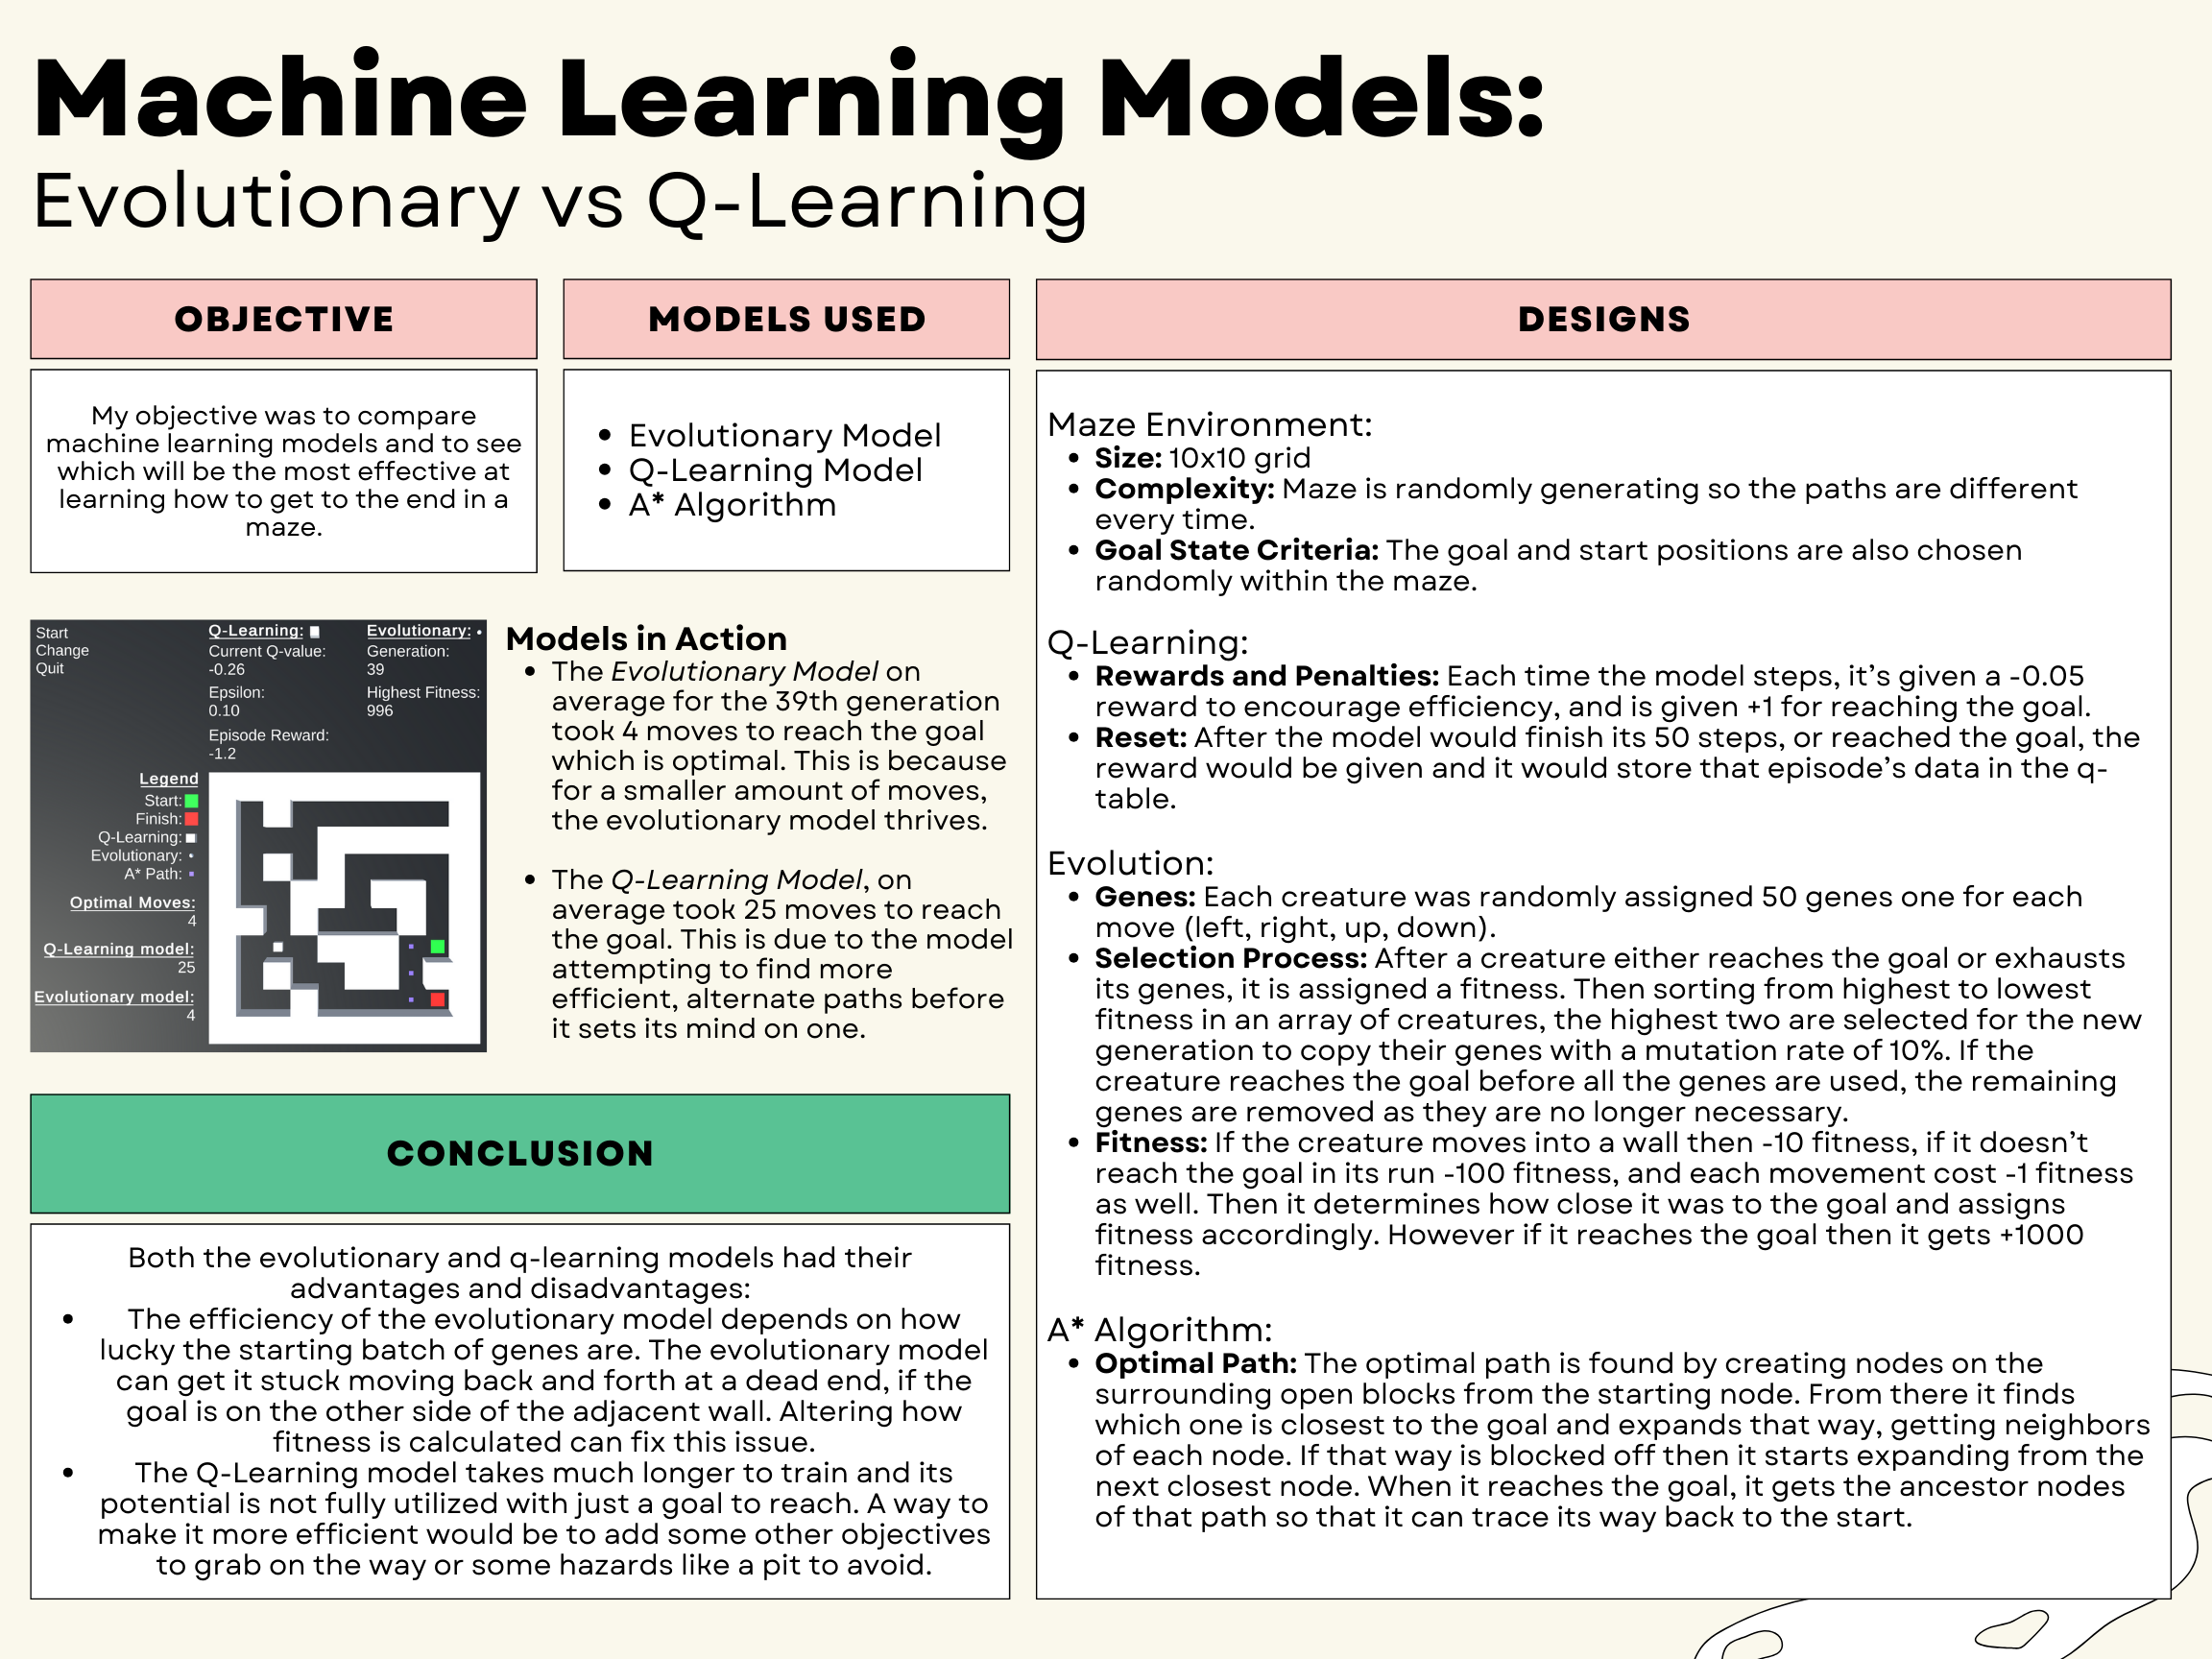 Machine Learning Models:
Evolutionary vs Q-Learning
OBJECTIVE
My objective was to compare
machine learning models and to see
which will be the most effective at
learning how to get to the end in a
maze.
MODELS USED
• Evolutionary Model
• Q-Learning Model
• A* Algorithm
Start
Change
Quit
Q-Learning:
Current Q-value:
-0.26
Epsilon:
0.10
Episode Reward:
-1.2
Evolutionary:
Generation:
39
Highest Fitness:
996
Legend
Start:
Finish:
Q-Learning:
Evolutionary:
A* Path:
Optimal Moves:
4
Q-Learning model:
25
Evolutionary model:
4
Models in Action
• The Evolutionary Model on
average for the 39th generation
took 4 moves to reach the goal
which is optimal. This is because
for a smaller amount of moves,
the evolutionary model thrives.
• The Q-Learning Model, on
average took 25 moves to reach
the goal. This is due to the model
attempting to find more
efficient, alternate paths before
it sets its mind on one.
CONCLUSION
Both the evolutionary and q-learning models had their
advantages and disadvantages:
• The efficiency of the evolutionary model depends on how
lucky the starting batch of genes are. The evolutionary model
can get it stuck moving back and forth at a dead end, if the
goal is on the other side of the adjacent wall. Altering how
fitness is calculated can fix this issue.
• The Q-Learning model takes much longer to train and its
potential is not fully utilized with just a goal to reach. A way to
make it more efficient would be to add some other objectives
to grab on the way or some hazards like a pit to avoid.
DESIGNS
Maze Environment:
• Size: 10x10 grid
• Complexity: Maze is randomly generating so the paths are different
every time.
• Goal State Criteria: The goal and start positions are also chosen
randomly within the maze.
Q-Learning:
• Rewards and Penalties: Each time the model steps, it’s given a -0.05
reward to encourage efficiency, and is given +1 for reaching the goal.
• Reset: After the model would finish its 50 steps, or reached the goal, the
reward would be given and it would store that episode’s data in the q-
table.
Evolution:
• Genes: Each creature was randomly assigned 50 genes one for each
move (left, right, up, down).
• Selection Process: After a creature either reaches the goal or exhausts
its genes, it is assigned a fitness. Then sorting from highest to lowest
fitness in an array of creatures, the highest two are selected for the new
generation to copy their genes with a mutation rate of 10%. If the
creature reaches the goal before all the genes are used, the remaining
genes are removed as they are no longer necessary.
• Fitness: If the creature moves into a wall then -10 fitness, if it doesn’t
reach the goal in its run -100 fitness, and each movement cost -1 fitness
as well. Then it determines how close it was to the goal and assigns
fitness accordingly. However if it reaches the goal then it gets +1000
fitness.
A* Algorithm:
• Optimal Path: The optimal path is found by creating nodes on the
surrounding open blocks from the starting node. From there it finds
which one is closest to the goal and expands that way, getting neighbors
of each node. If that way is blocked off then it starts expanding from the
next closest node. When it reaches the goal, it gets the ancestor nodes
of that path so that it can trace its way back to the start.